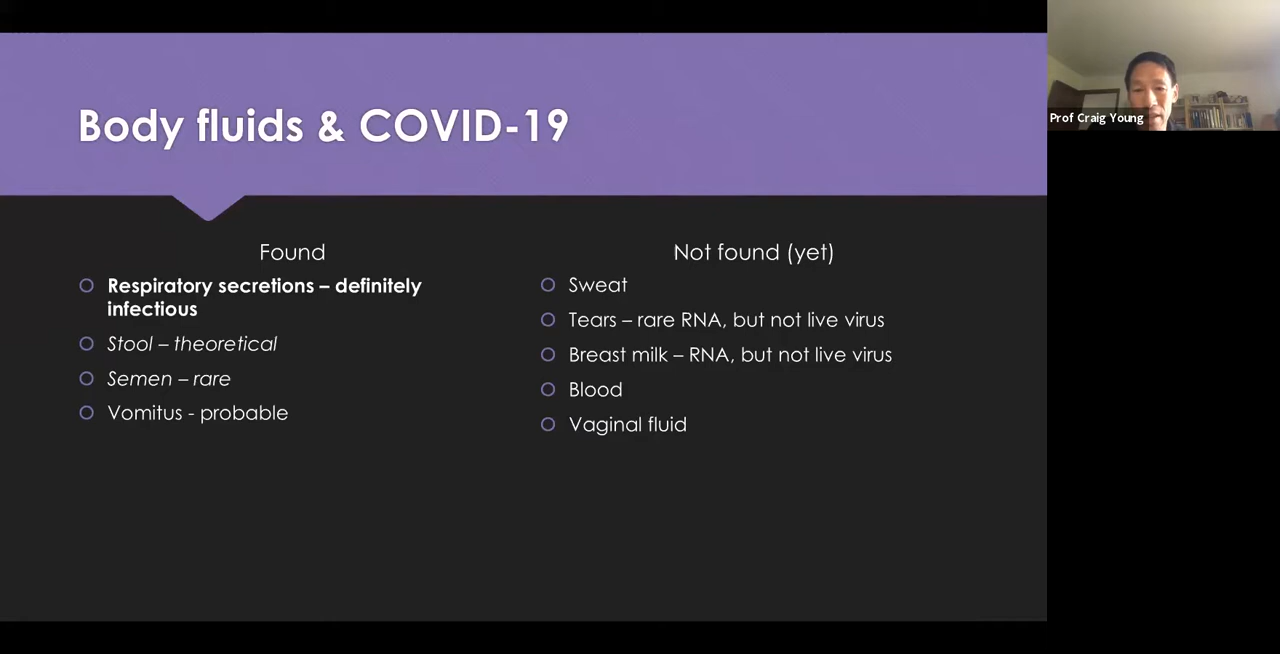 Body fluids & COVID-19
Prof Craig Young
Found
Respiratory secretions – definitely
infectious
Stool – theoretical
Semen – rare
Vomitus - probable
Not found (yet)
Sweat
Tears – rare RNA, but not live virus
Breast milk – RNA, but not live virus
Blood
Vaginal fluid